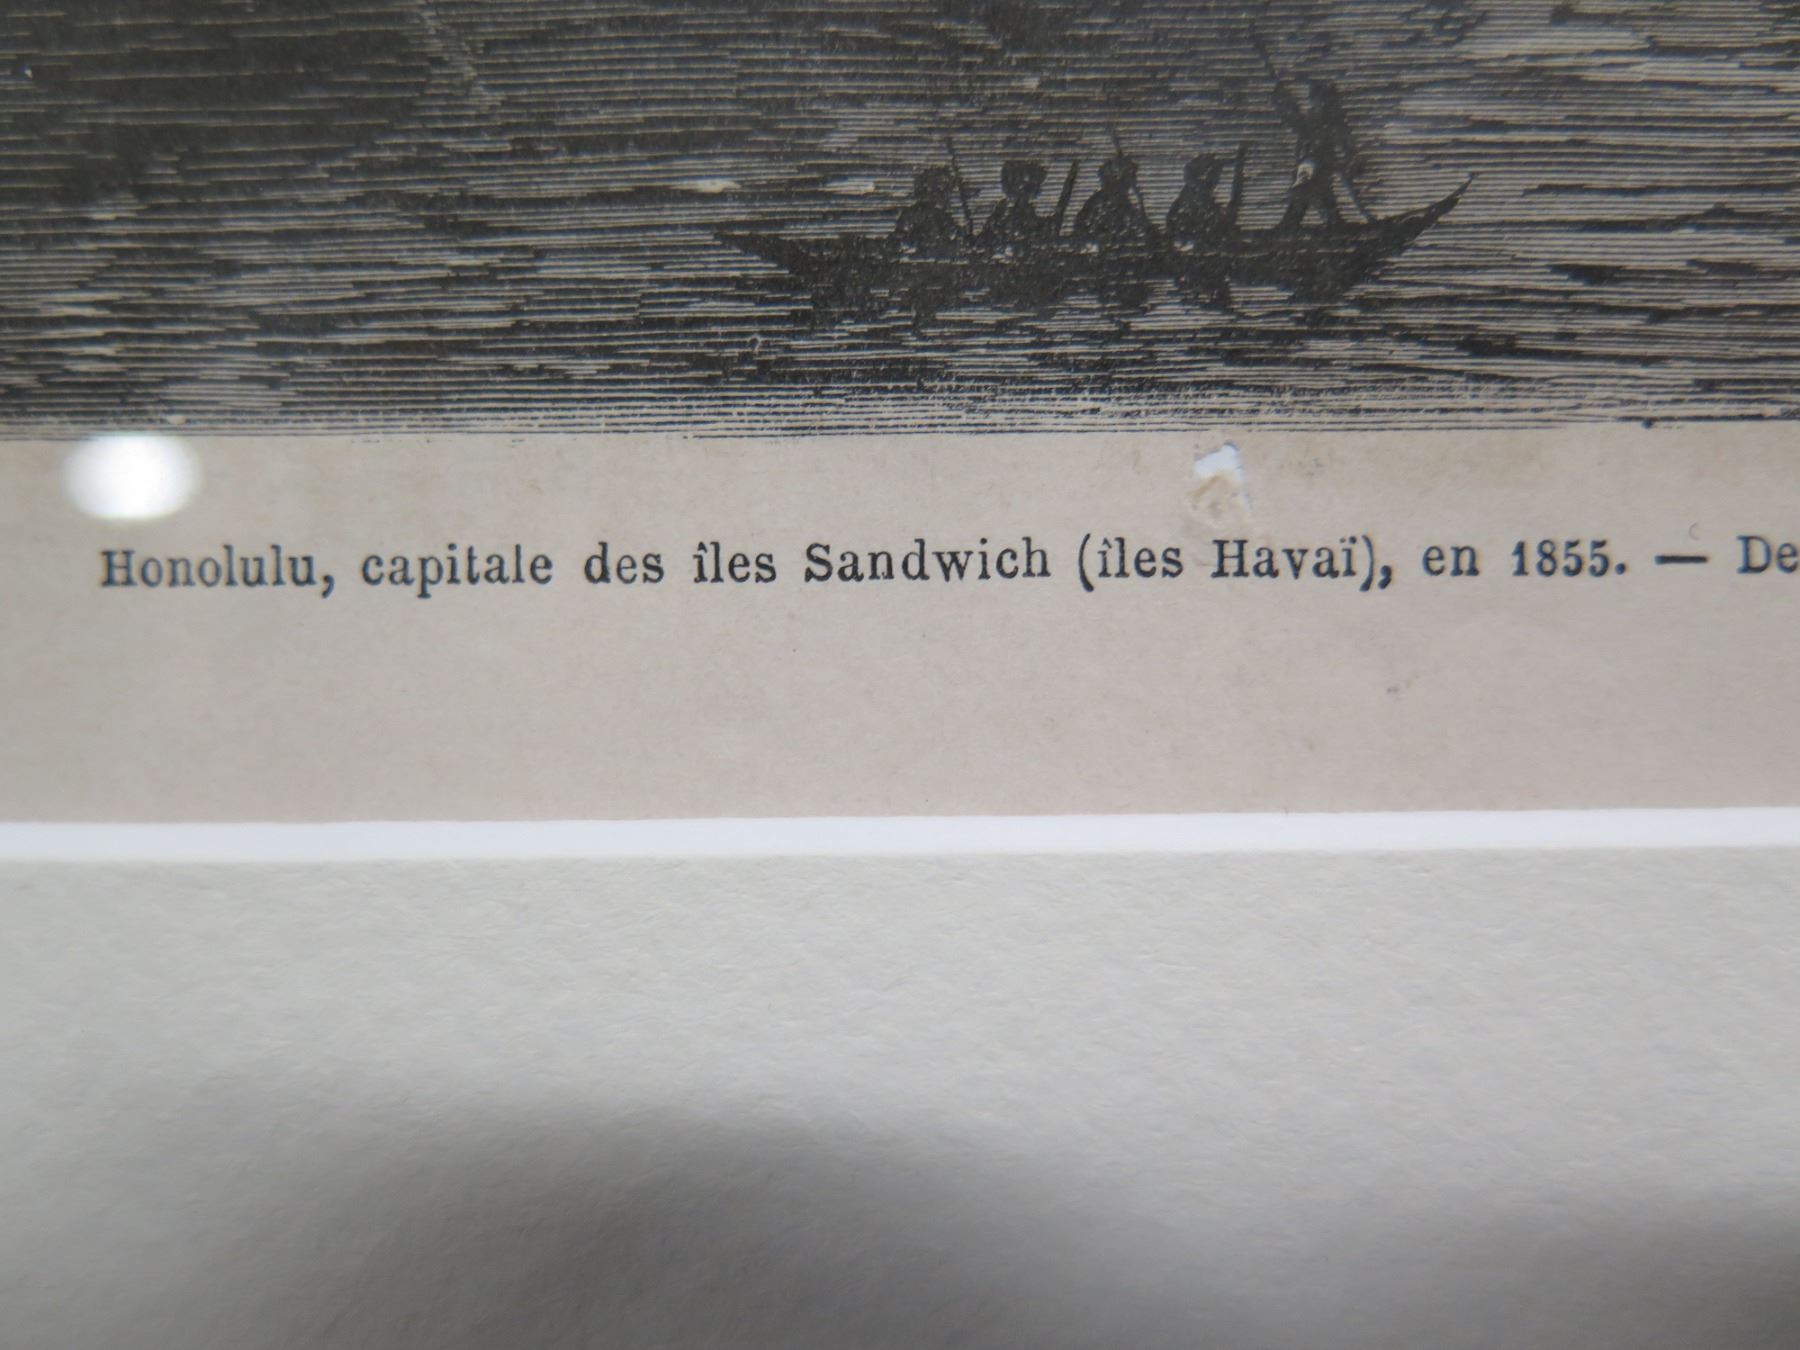 Honolulu, capitale des îles Sandwich (îles Havaï), en 1855. — De